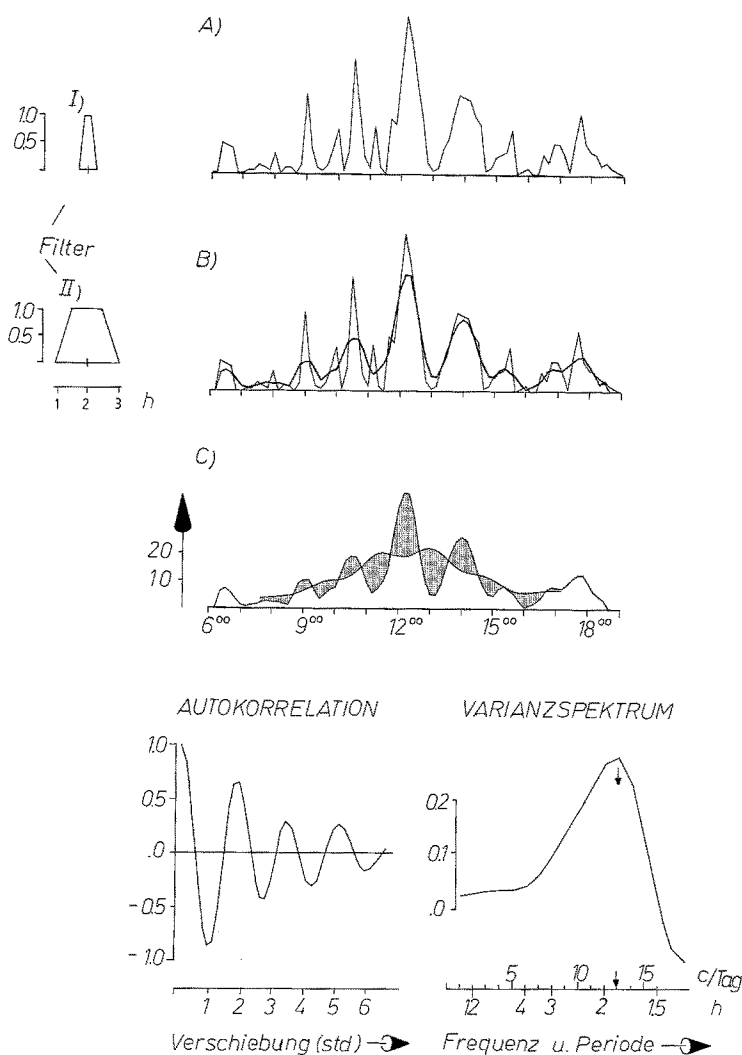 A)
I)
1.0
0.5
Filter
B)
II)
1.0
0.5
1 2 3 h
C)
20
10
6⁰⁰ 9⁰⁰ 12⁰⁰ 15⁰⁰ 18⁰⁰
AUTOKORRELATION
VARIANZSPEKTRUM
1.0
0.5
.0
-0.5
-1.0
0.2
0.1
.0
5 10 15 c/Tag
1 2 3 4 5 6
12 4 3 2 1.5 h
Verschiebung (std)
Frequenz u. Periode